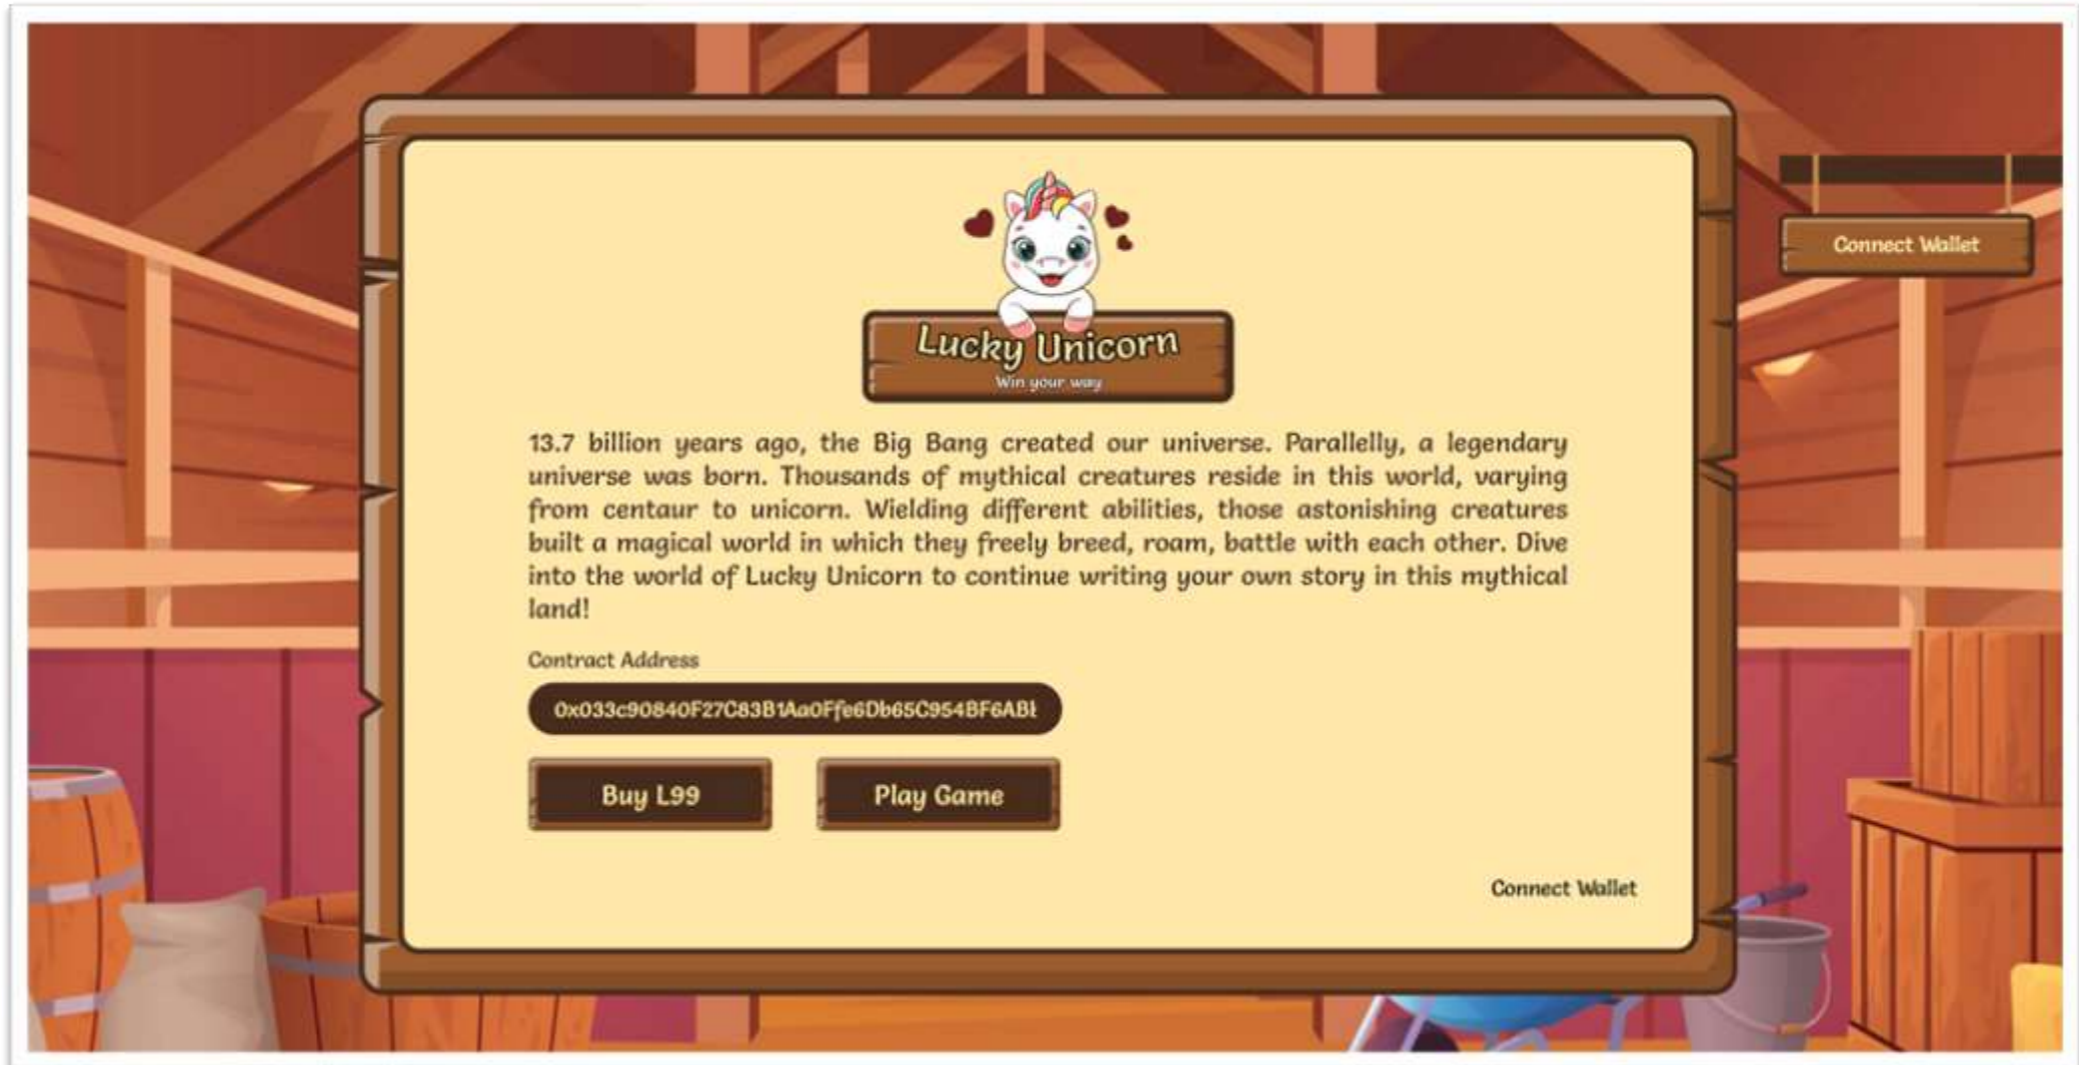 Lucky Unicorn
Win your way
Connect Wallet
13.7 billion years ago, the Big Bang created our universe. Parallelly, a legendary
universe was born. Thousands of mythical creatures reside in this world, varying
from centaur to unicorn. Wielding different abilities, those astonishing creatures
built a magical world in which they freely breed, roam, battle with each other. Dive
into the world of Lucky Unicorn to continue writing your own story in this mythical
land!
Contract Address
Buy L99
Play Game
Connect Wallet